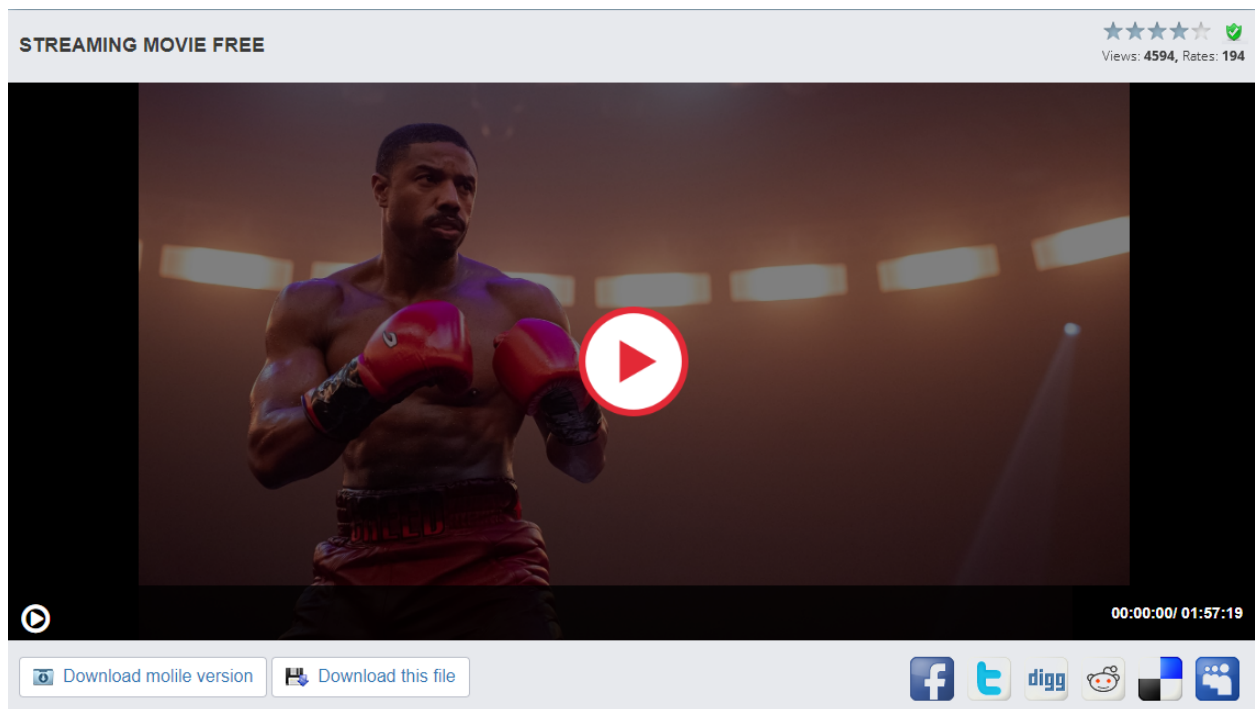 STREAMING MOVIE FREE
Views: 4594, Rates: 194
CREED
00:00:00/ 01:57:19
Download molile version
Download this file
digg